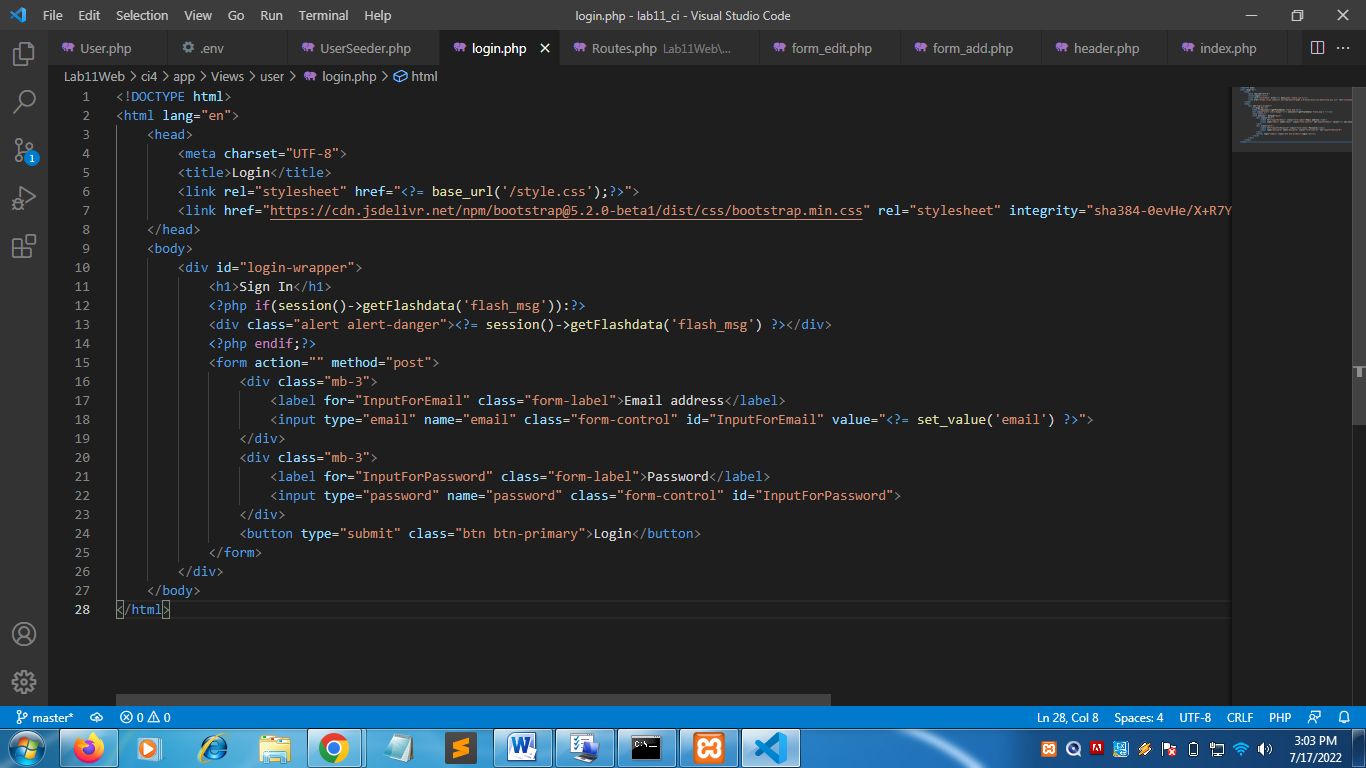 File Edit Selection View Go Run Terminal Help login.php - lab11_ci - Visual Studio Code
User.php .env UserSeeder.php login.php Routes.php Lab11Web\... form_edit.php form_add.php header.php index.php
Lab11Web > ci4 > app > Views > user > login.php > html
1 <!DOCTYPE html>
2 <html lang="en">
3 <head>
4 <meta charset="UTF-8">
5 <title>Login</title>
6 <link rel="stylesheet" href="<?= base_url('/style.css');?>">
7 <link href="https://cdn.jsdelivr.net/npm/bootstrap@5.2.0-beta1/dist/css/bootstrap.min.css" rel="stylesheet" integrity="sha384-0evHe/X+R7Y
8 </head>
9 <body>
10 <div id="login-wrapper">
11 <h1>Sign In</h1>
12 <?php if(session()->getFlashdata('flash_msg')):?>
13 <div class="alert alert-danger"><?= session()->getFlashdata('flash_msg') ?></div>
14 <?php endif;?>
15 <form action="" method="post">
16 <div class="mb-3">
17 <label for="InputForEmail" class="form-label">Email address</label>
18 <input type="email" name="email" class="form-control" id="InputForEmail" value="<?= set_value('email') ?>">
19 </div>
20 <div class="mb-3">
21 <label for="InputForPassword" class="form-label">Password</label>
22 <input type="password" name="password" class="form-control" id="InputForPassword">
23 </div>
24 <button type="submit" class="btn btn-primary">Login</button>
25 </form>
26 </div>
27 </body>
28 </html>
1
master* 0 0 Ln 28, Col 8 Spaces: 4 UTF-8 CRLF PHP
3:03 PM
7/17/2022